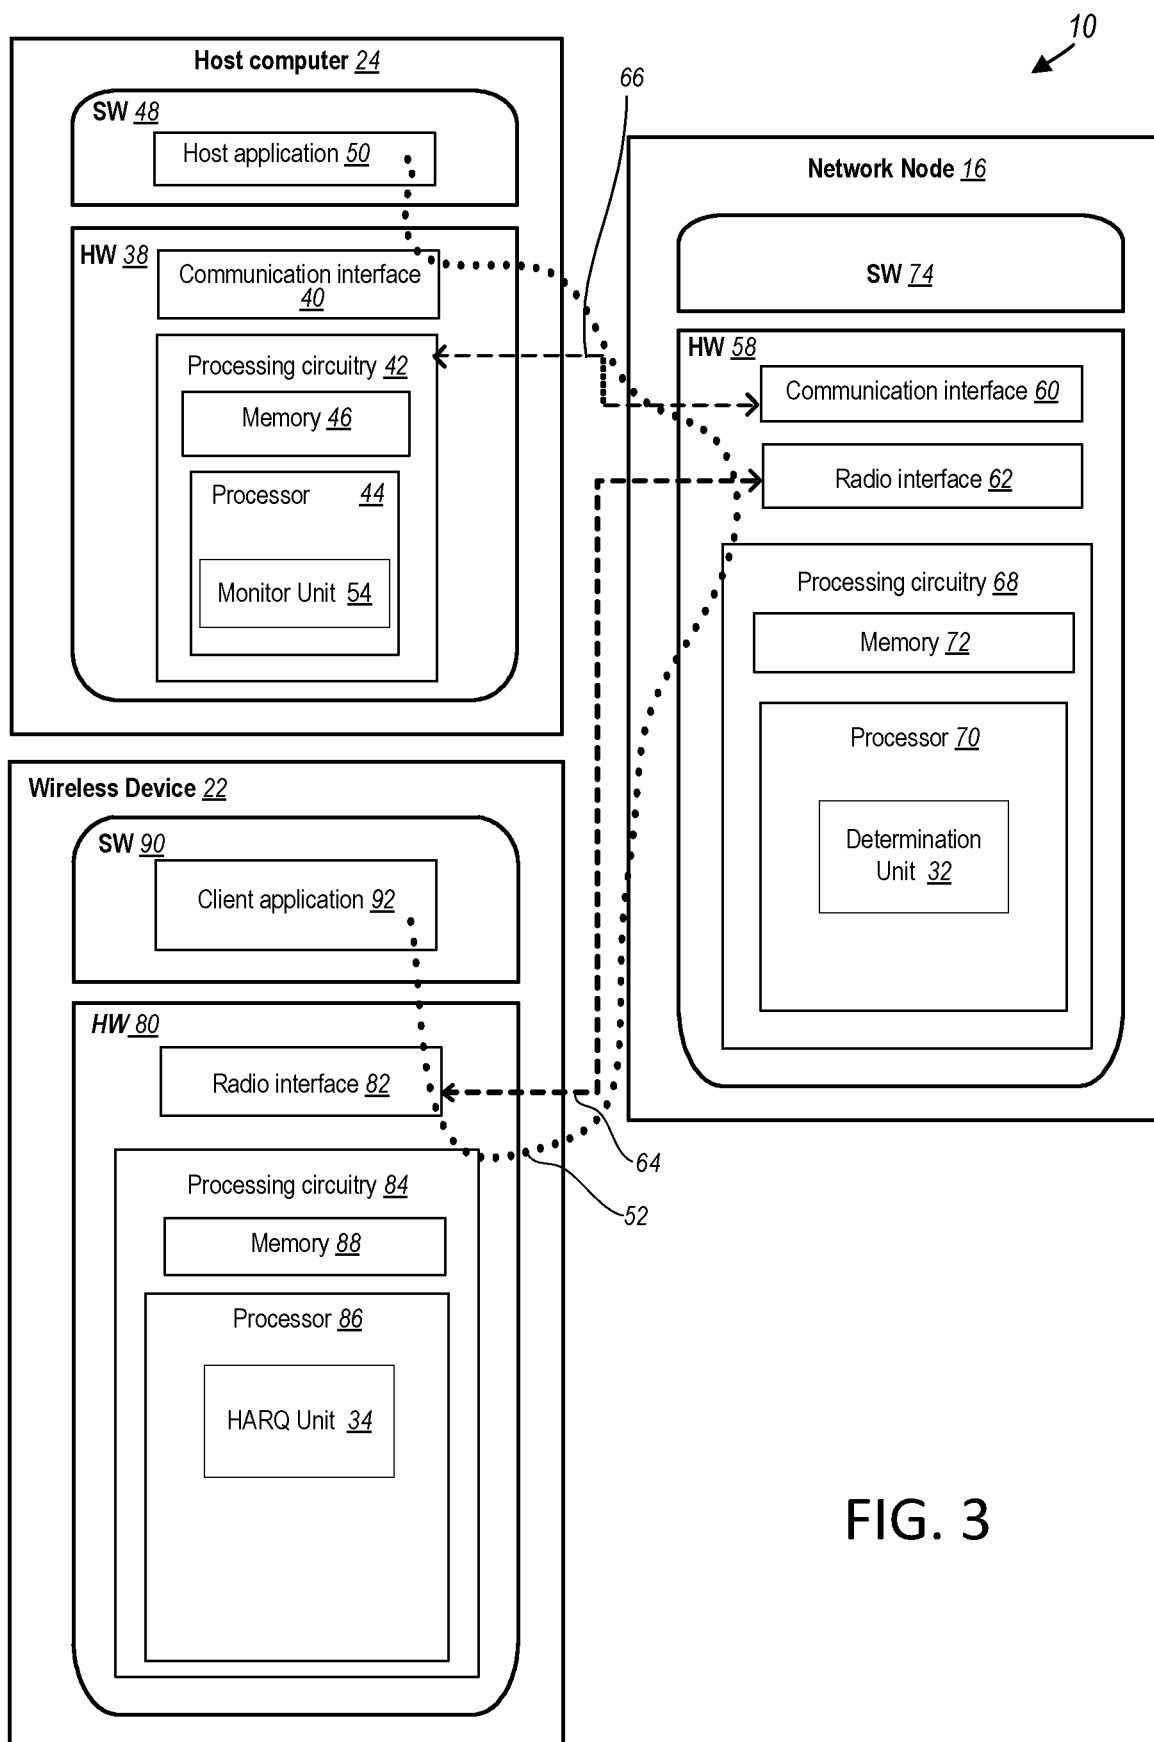 10
Host computer 24
SW 48
Host application 50
HW 38
Communication interface
40
Processing circuitry 42
Memory 46
Processor 44
Monitor Unit 54
66
Network Node 16
SW 74
HW 58
Communication interface 60
Radio interface 62
Processing circuitry 68
Memory 72
Processor 70
Determination
Unit 32
Wireless Device 22
SW 90
Client application 92
HW 80
Radio interface 82
64
52
Processing circuitry 84
Memory 88
Processor 86
HARQ Unit 34
FIG. 3